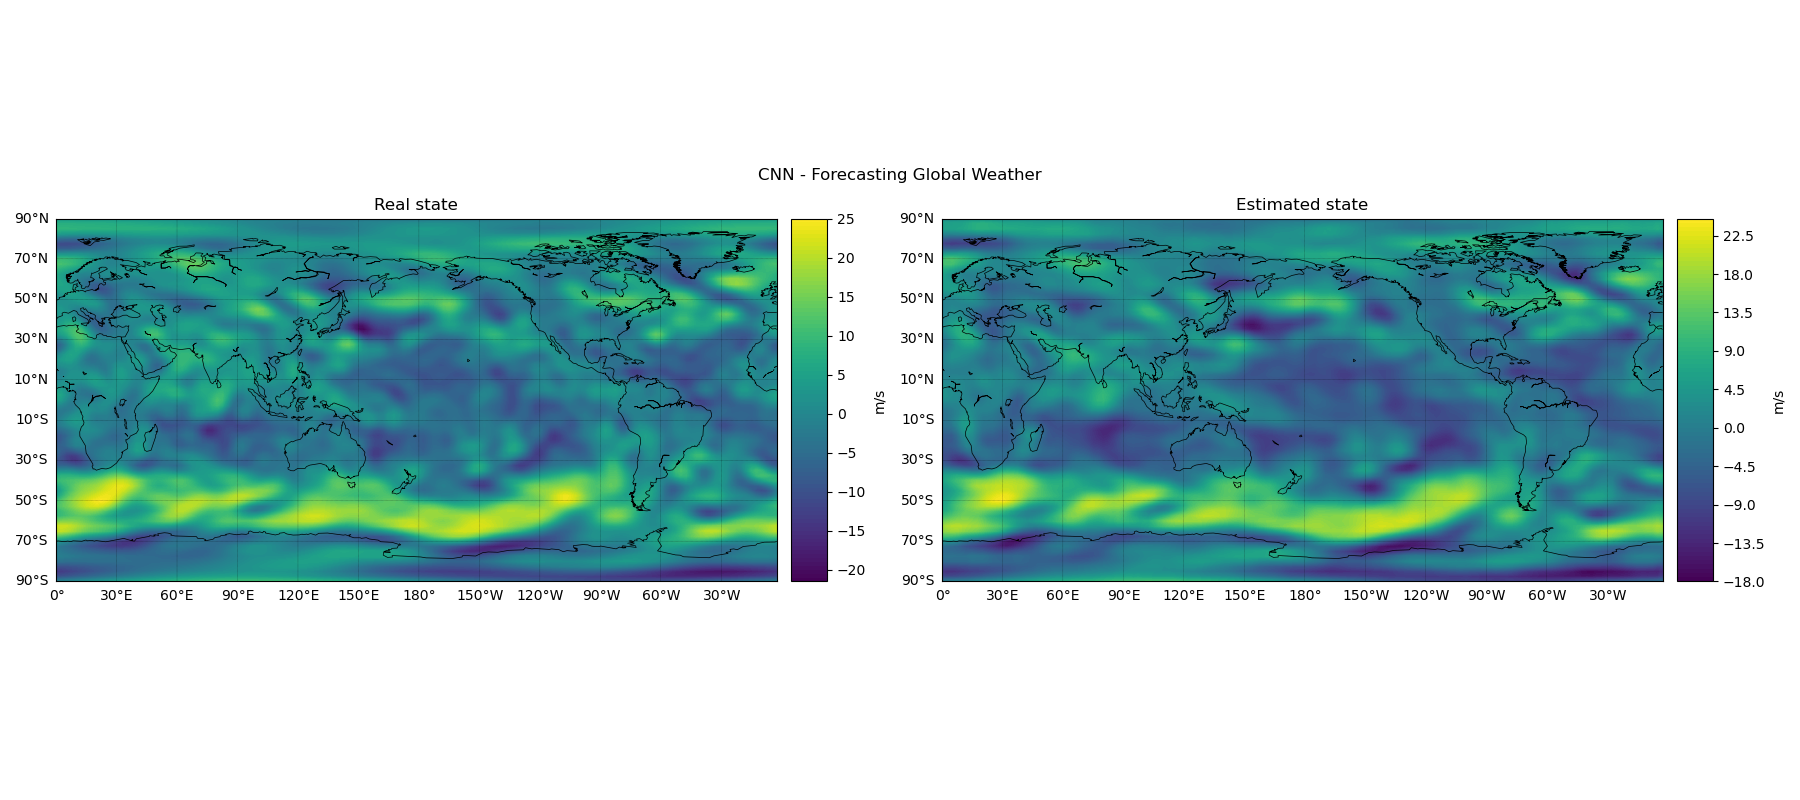 CNN - Forecasting Global Weather
Real state
90°N
70°N
50°N
30°N
10°N
10°S
30°S
50°S
70°S
90°S
0°
30°E
60°E
90°E
120°E
150°E
180°
150°W
120°W
90°W
60°W
30°W
25
20
15
10
5
0
−5
−10
−15
−20
m/s
Estimated state
90°N
70°N
50°N
30°N
10°N
10°S
30°S
50°S
70°S
90°S
0°
30°E
60°E
90°E
120°E
150°E
180°
150°W
120°W
90°W
60°W
30°W
22.5
18.0
13.5
9.0
4.5
0.0
−4.5
−9.0
−13.5
−18.0
m/s